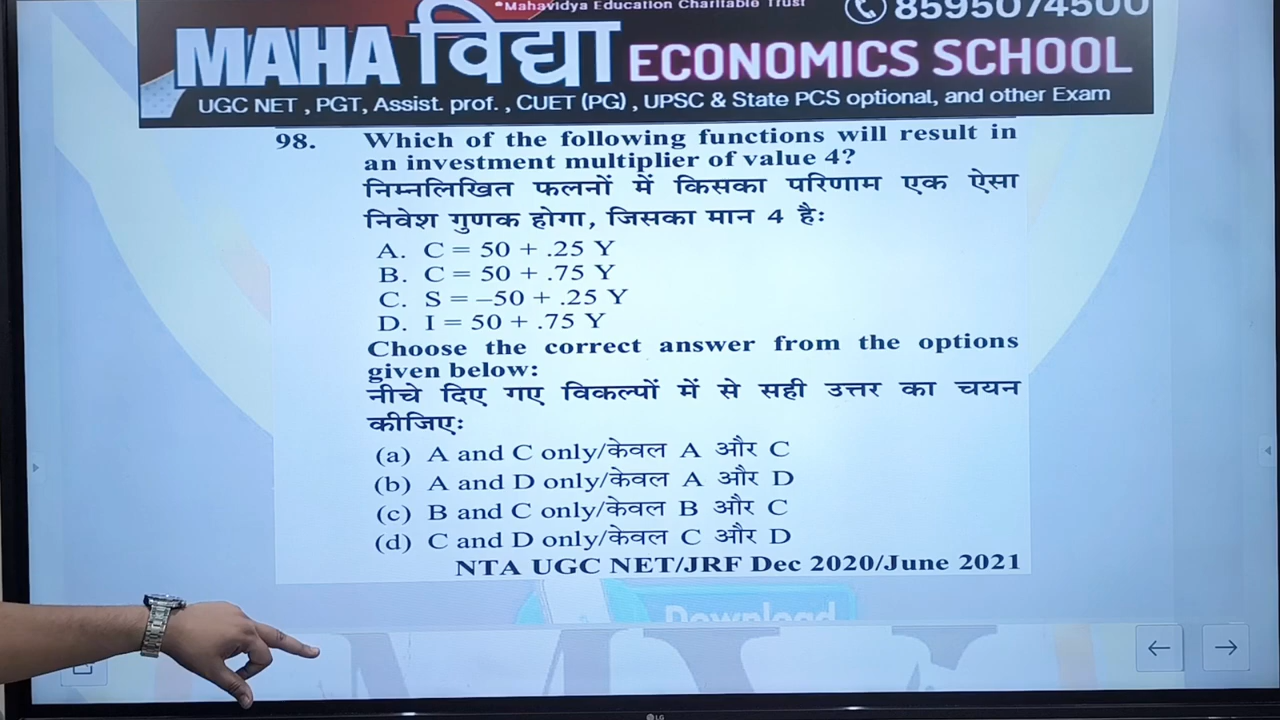 *Mahavidya Education Charitable Trust
8595074500
MAHA विद्या ECONOMICS SCHOOL
UGC NET , PGT, Assist. prof. , CUET (PG) , UPSC & State PCS optional, and other Exam
98. Which of the following functions will result in
an investment multiplier of value 4?
निम्नलिखित फलनों में किसका परिणाम एक ऐसा
निवेश गुणक होगा, जिसका मान 4 है:
A. C = 50 + .25 Y
B. C = 50 + .75 Y
C. S = –50 + .25 Y
D. I = 50 + .75 Y
Choose the correct answer from the options
given below:
नीचे दिए गए विकल्पों में से सही उत्तर का चयन
कीजिए:
(a) A and C only/केवल A और C
(b) A and D only/केवल A और D
(c) B and C only/केवल B और C
(d) C and D only/केवल C और D
NTA UGC NET/JRF Dec 2020/June 2021
Download
LG